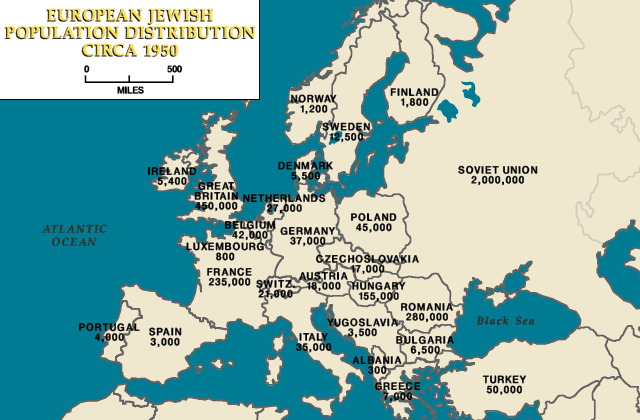 EUROPEAN JEWISH
POPULATION DISTRIBUTION
CIRCA 1950
0 500
MILES
FINLAND
1,800
NORWAY
1,200
SWEDEN
12,500
DENMARK
5,500
IRELAND
5,400
GREAT
BRITAIN
450,000
NETHERLANDS
27,000
SOVIET UNION
2,000,000
ATLANTIC
OCEAN
BELGIUM
42,000
LUXEMBOURG
800
GERMANY
37,000
POLAND
45,000
FRANCE
235,000
SWITZ.
21,000
CZECHOSLOVAKIA
17,000
AUSTRIA
18,000
HUNGARY
155,000
ROMANIA
280,000
PORTUGAL
4,000
SPAIN
3,000
ITALY
35,000
YUGOSLAVIA
3,500
BULGARIA
6,500
Black Sea
ALBANIA
300
GREECE
7,000
TURKEY
50,000